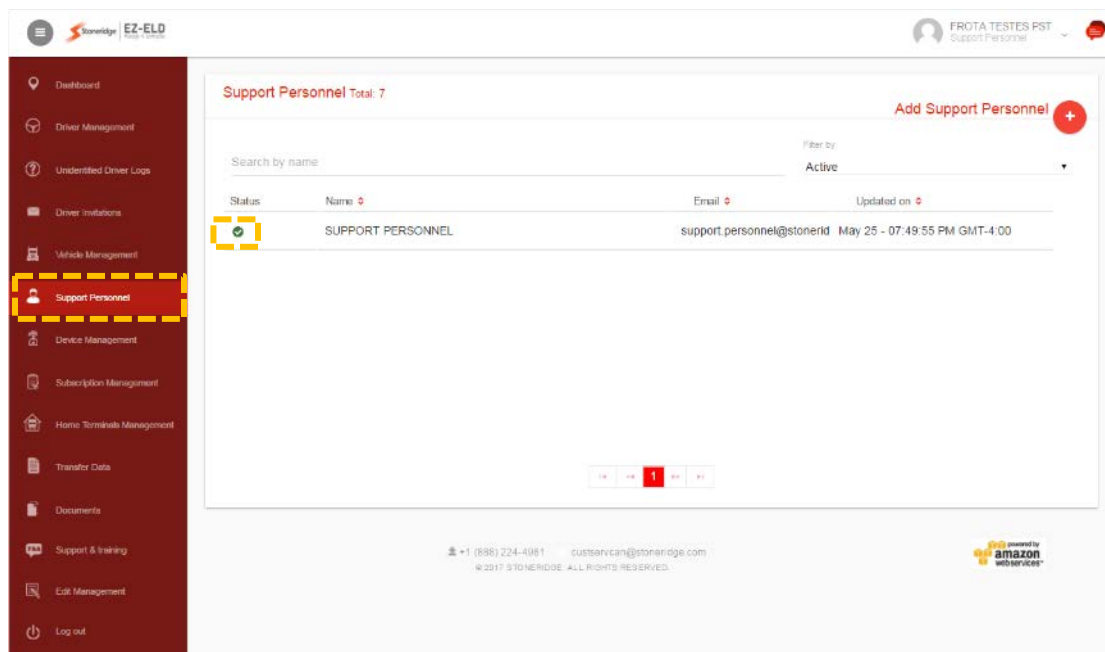 Stoneridge EZ-ELD
FROTA TESTES PST
Support Personnel
Dashboard
Driver Management
Unidentified Driver Logs
Driver Invitations
Vehicle Management
Support Personnel
Device Management
Subscription Management
Home Terminals Management
Transfer Data
Documents
Support & training
Edit Management
Log out
Support Personnel Total: 7
Add Support Personnel
+
Search by name
Filter by
Active
Status Name Email Updated on
SUPPORT PERSONNEL support.personnel@stonerid May 25 - 07:49:55 PM GMT-4:00
1
+1 (888) 224-4981 custservcan@stoneridge.com
© 2017 STONERIDGE. ALL RIGHTS RESERVED.
powered by
amazon
webservices